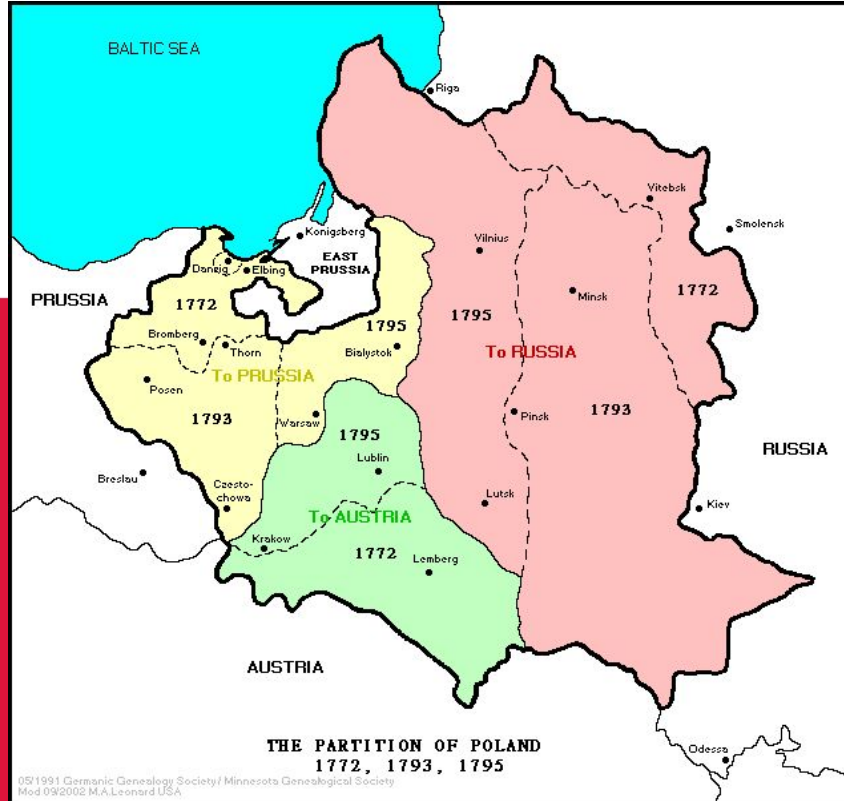 BALTIC SEA
Riga
Vitebsk
Smolensk
Konigsberg
Vilnius
EAST
PRUSSIA
Danzig
Elbing
PRUSSIA
1772
Minsk
1772
1795
1795
Bromberg
Thorn
Bialystok
To RUSSIA
To PRUSSIA
Posen
1793
Warsaw
Pinsk
1793
1795
RUSSIA
Lublin
Breslau
Czesto-
chowa
Lutsk
Kiev
To AUSTRIA
Krakow
1772
Lemberg
AUSTRIA
THE PARTITION OF POLAND
1772, 1793, 1795
Odessa
05/1991 Germanic Genealogy Society/Minnesota Genealogical Society
Mod 09/2002 M.A.Leonard USA